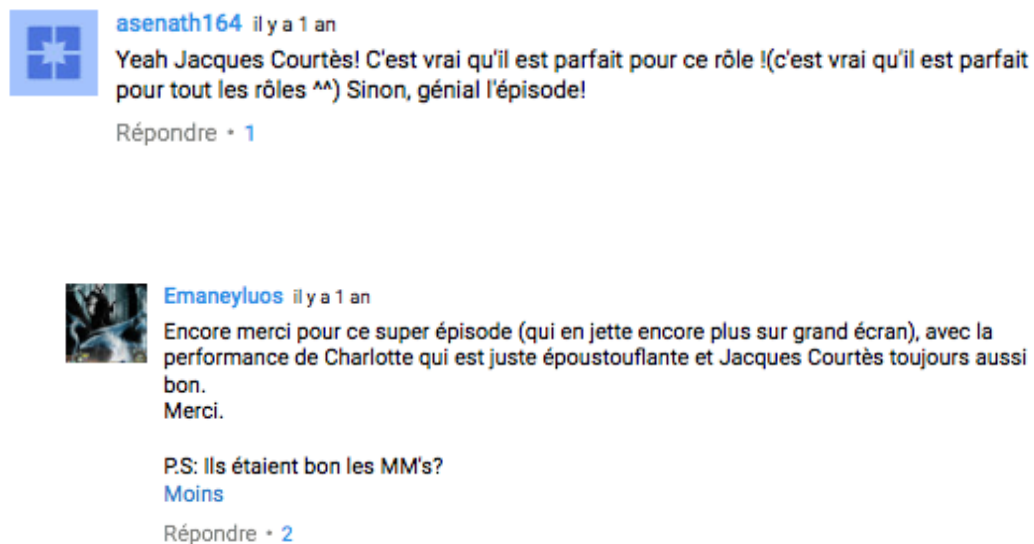 asenath164 il y a 1 an
Yeah Jacques Courtès! C'est vrai qu'il est parfait pour ce rôle !(c'est vrai qu'il est parfait
pour tout les rôles ^^) Sinon, génial l'épisode!
Répondre • 1
Emaneyluos il y a 1 an
Encore merci pour ce super épisode (qui en jette encore plus sur grand écran), avec la
performance de Charlotte qui est juste époustouflante et Jacques Courtès toujours aussi
bon.
Merci.
P.S: Ils étaient bon les MM's?
Moins
Répondre • 2